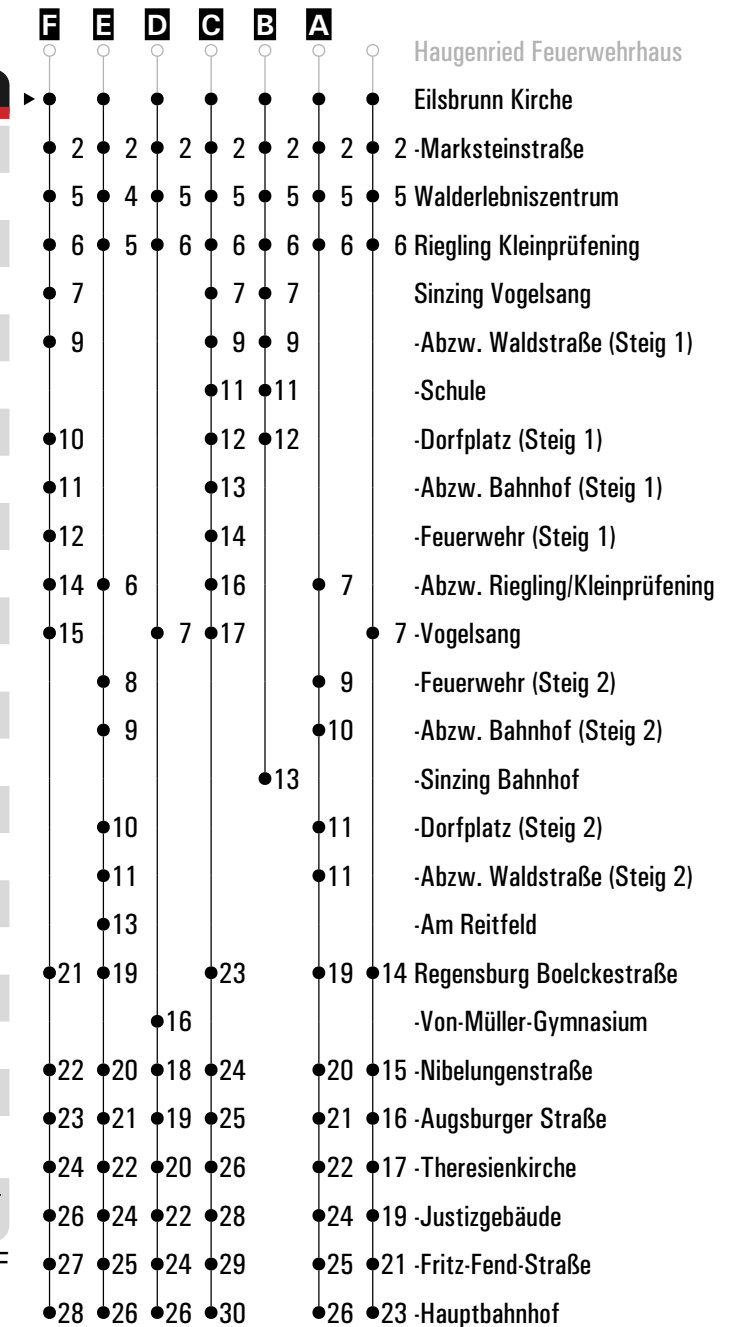 F E D C B A
Haugenried Feuerwehrhaus
Eilsbrunn Kirche
2 2 2 2 2 2 2 -Marksteinstraße
5 4 5 5 5 5 5 Walderlebniszentrum
6 5 6 6 6 6 6 Riegling Kleinprüfening
7 7 7 Sinzing Vogelsang
9 9 9 -Abzw. Waldstraße (Steig 1)
11 11 -Schule
10 12 12 -Dorfplatz (Steig 1)
11 13 -Abzw. Bahnhof (Steig 1)
12 14 -Feuerwehr (Steig 1)
14 6 16 7 -Abzw. Riegling/Kleinprüfening
15 7 17 7 -Vogelsang
8 9 -Feuerwehr (Steig 2)
9 10 -Abzw. Bahnhof (Steig 2)
13 -Sinzing Bahnhof
10 11 -Dorfplatz (Steig 2)
11 11 -Abzw. Waldstraße (Steig 2)
13 -Am Reitfeld
21 19 23 19 14 Regensburg Boelckestraße
16 -Von-Müller-Gymnasium
22 20 18 24 20 15 -Nibelungenstraße
23 21 19 25 21 16 -Augsburger Straße
24 22 20 26 22 17 -Theresienkirche
26 24 22 28 24 19 -Justizgebäude
27 25 24 29 25 21 -Fritz-Fend-Straße
28 26 26 30 26 23 -Hauptbahnhof